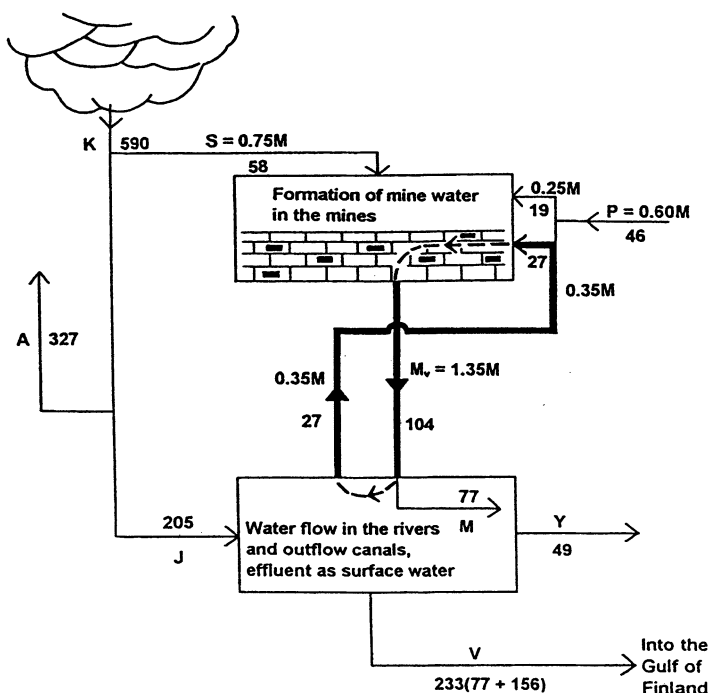 K 590 S = 0.75M
58
Formation of mine water
in the mines
0.25M
19
P = 0.60M
46
27
0.35M
A 327
0.35M
27
Mv = 1.35M
104
205
J
77
M
Water flow in the rivers
and outflow canals,
effluent as surface water
Y
49
V
233(77 + 156)
Into the
Gulf of
Finland